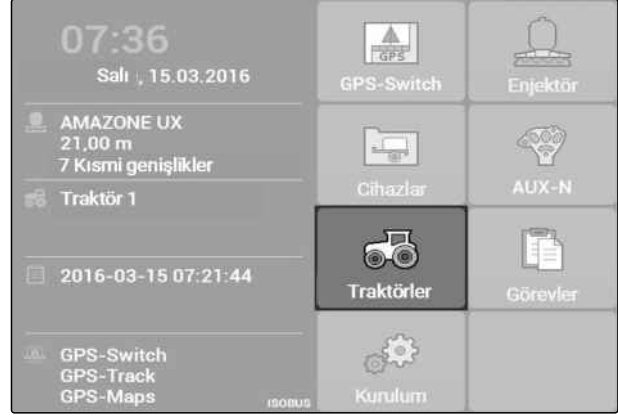 07:36
Salı, 15.03.2016
AMAZONE UX
21,00 m
7 Kısmi genişlikler
Traktör 1
2016-03-15 07:21:44
GPS-Switch
GPS-Track
GPS-Maps
ISOBUS
GPS
GPS-Switch
Enjektör
Cihazlar
AUX-N
Traktörler
Görevler
Kurulum